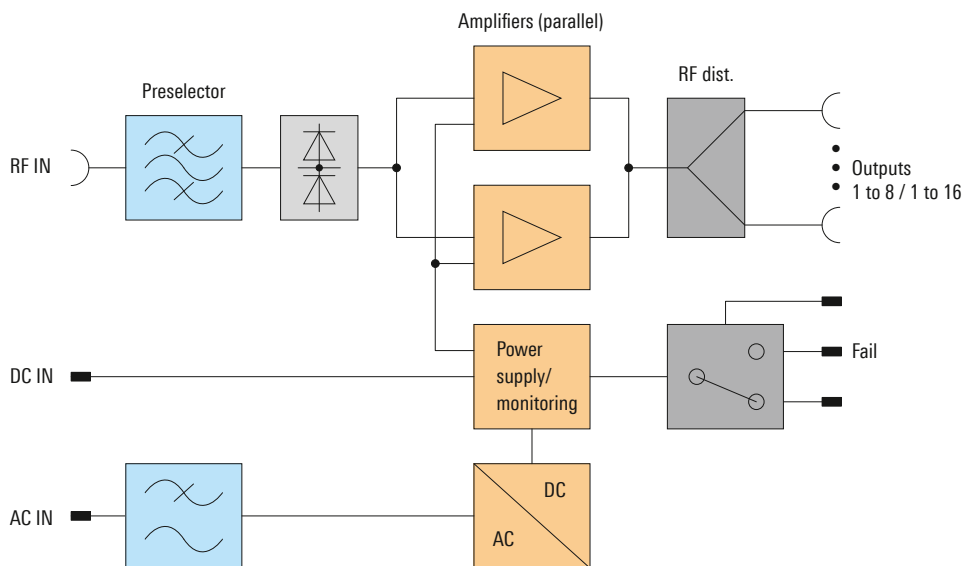 Amplifiers (parallel)
Preselector
RF dist.
RF IN
Outputs
1 to 8 / 1 to 16
DC IN
Power
supply/
monitoring
Fail
AC IN
DC
AC